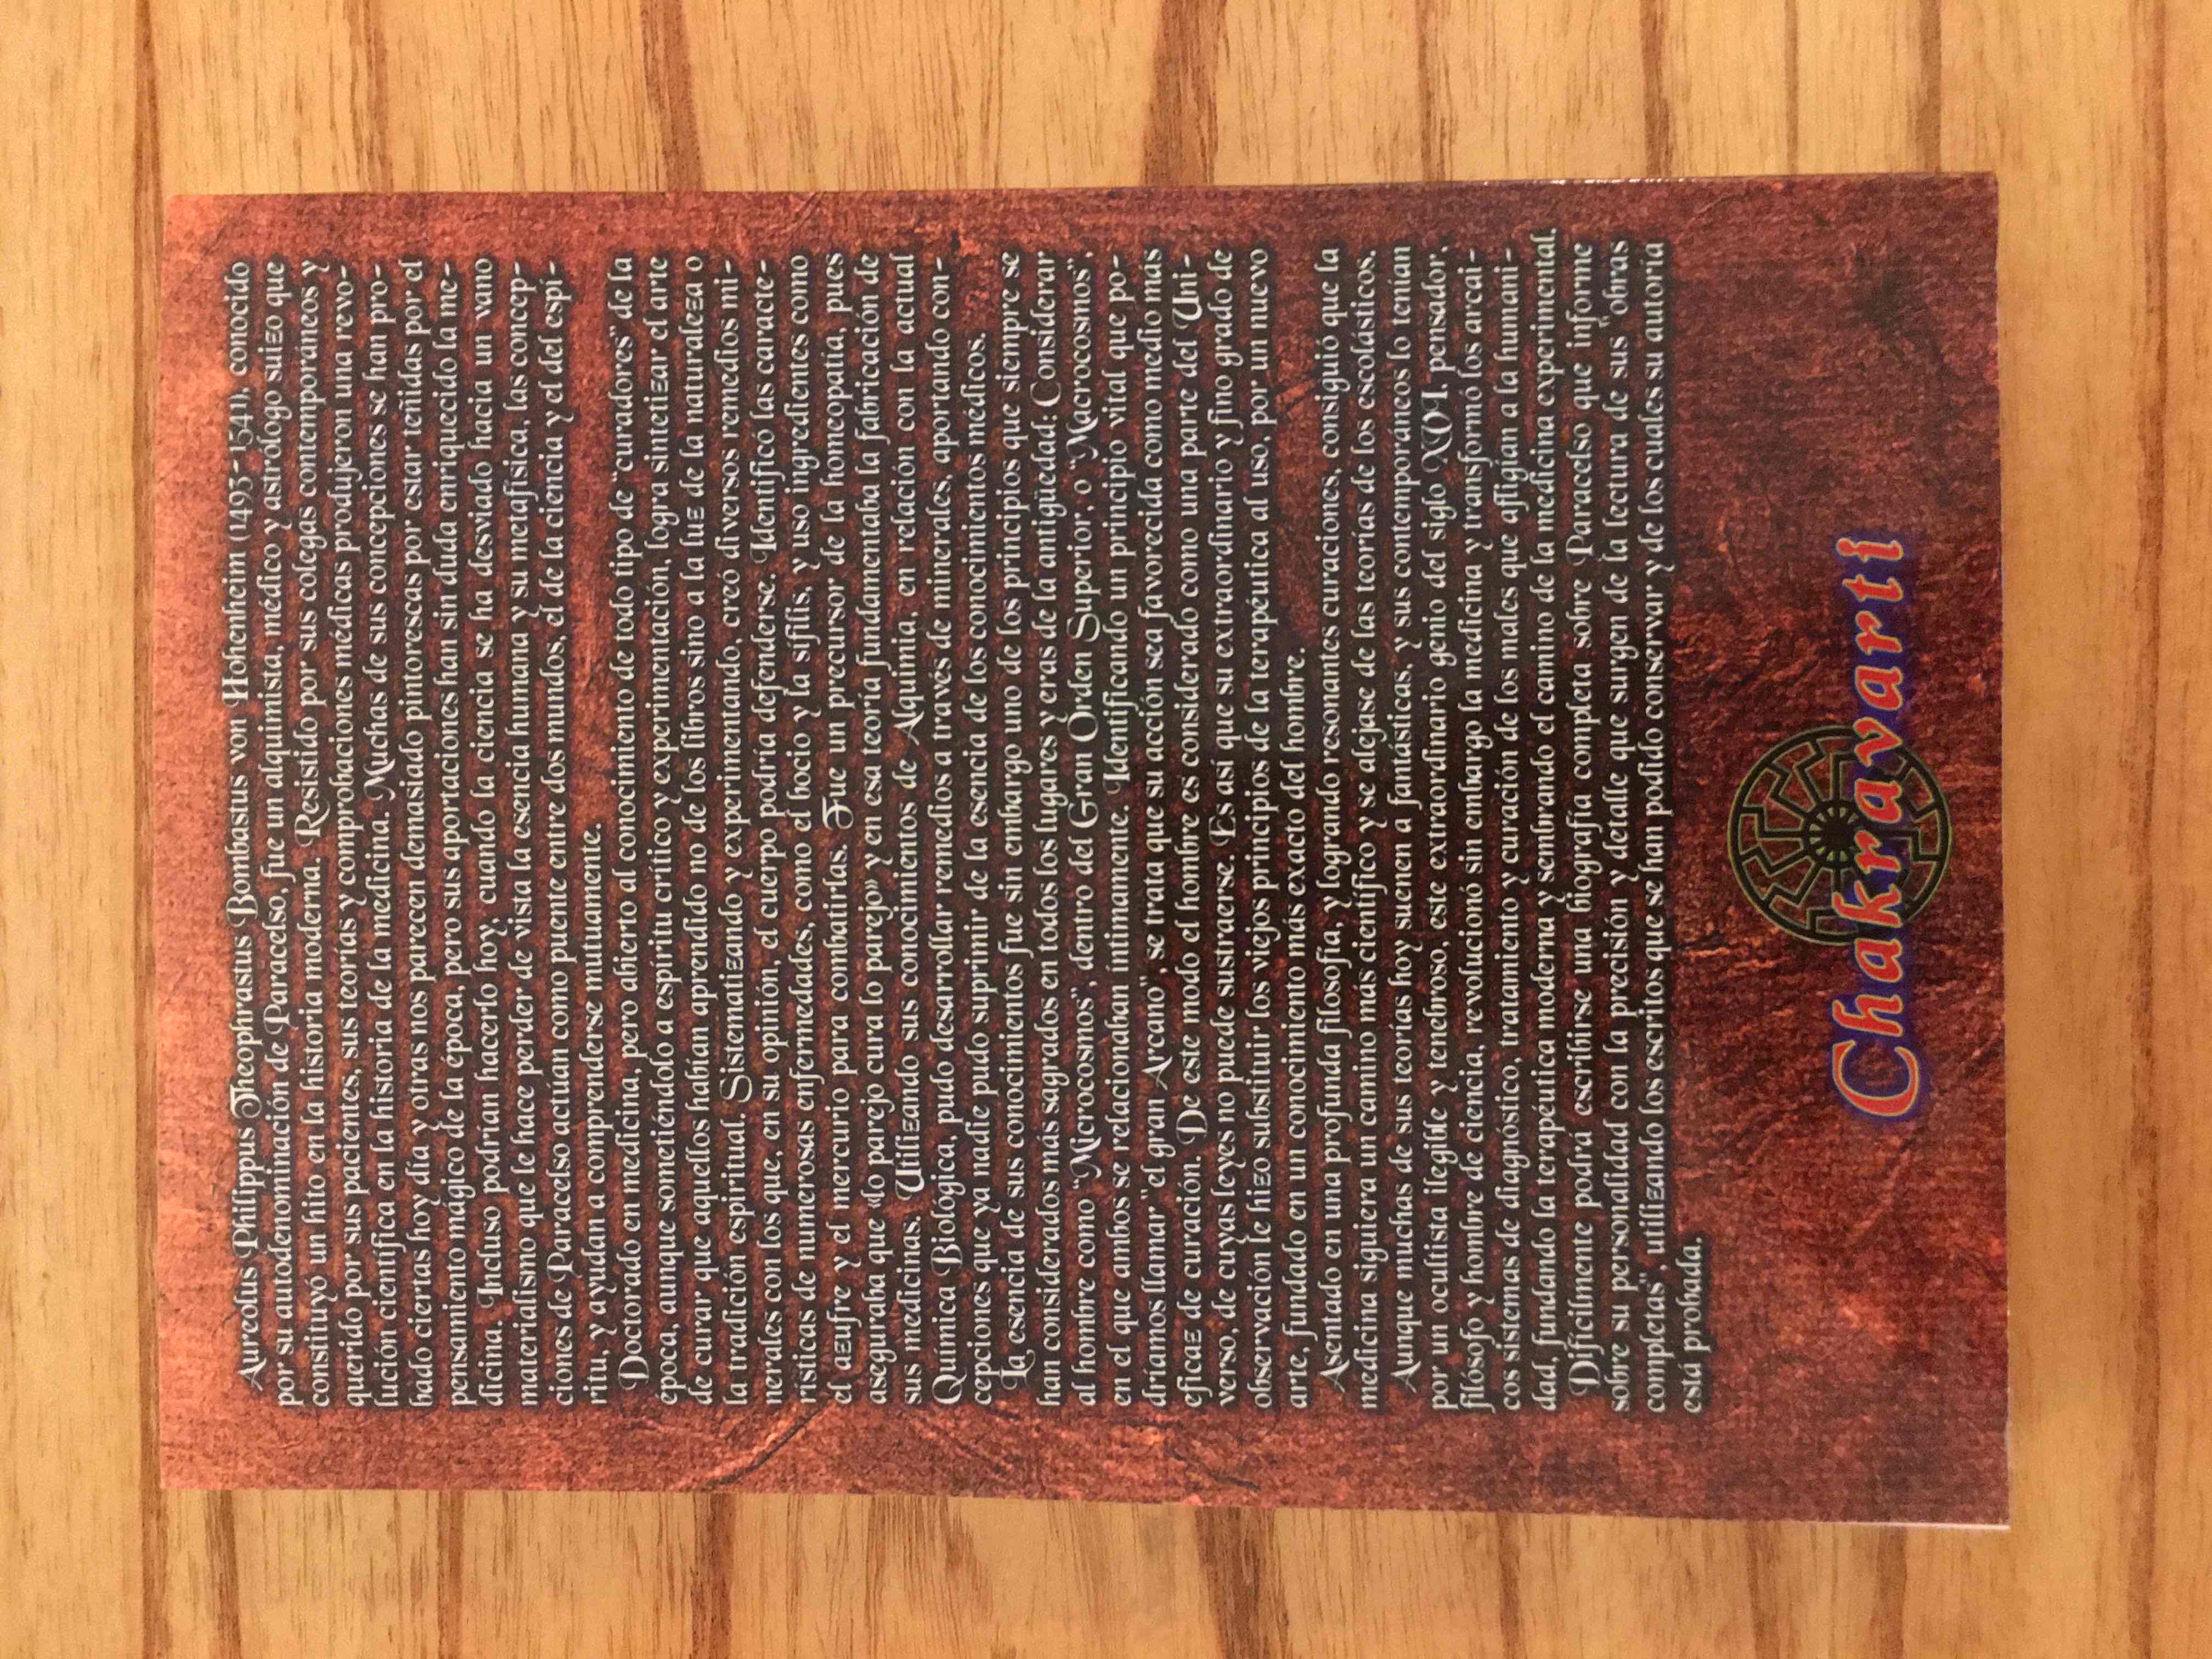 Aureolus Philippus Theophrastus Bombastus von Hohenheim (1493-1541), conocido
por su autodenominación de Paracelso, fue un alquimista, médico y astrólogo suizo que
constituyó un hito en la historia moderna. Resistido por sus colegas contemporáneos y
querido por sus pacientes, sus teorías y comprobaciones médicas produjeron una revo-
lución científica en la historia de la medicina. Muchas de sus concepciones se han pro-
bado ciertas hoy día y otras nos parecen demasiado pintorescas por estar teñidas por el
pensamiento mágico de la época, pero sus aportaciones han sin duda enriquecido la me-
dicina. Incluso podrían hacerlo hoy, cuando la ciencia se ha desviado hacia un vano
materialismo que le hace perder de vista la esencia humana y su metafísica, las concep-
ciones de Paracelso actúan como puente entre dos mundos, el de la ciencia y el del espí-
ritu, y ayudan a comprenderse mutuamente.
Doctorado en medicina, pero abierto al conocimiento de todo tipo de "curadores" de la
época, aunque sometiéndolo a espíritu crítico y experimentación, logra sintetizar el arte
de curar que aquellos habían aprendido no de los libros sino a la luz de la naturaleza o
la tradición espiritual. Sistematizando y experimentando, creó diversos remedios mi-
nerales con los que, en su opinión, el cuerpo podría defenderse. Identificó las caracte-
rísticas de numerosas enfermedades, como el bocio y la sífilis, y uso ingredientes como
el azufre y el mercurio para combatirlas. Fue un precursor de la homeopatía, pues
aseguraba que «lo parejo cura lo parejo» y en esa teoría fundamentaba la fabricación de
sus medicinas. Utilizando sus conocimientos de Aquimia, en relación con la actual
Química Biológica, pudo desarrollar remedios a través de minerales, aportando con-
cepciones que ya nadie pudo suprimir de la esencia de los conocimientos médicos.
La esencia de sus conocimientos fue sin embargo uno de los principios que siempre se
han considerados más sagrados en todos los lugares y eras de la antigüedad: Considerar
al hombre como "Microcosmos", dentro del Gran Orden Superior, o "Macrocosmos",
en el que ambos se relacionaban íntimamente. Identificando un principio vital que po-
dríamos llamar "el gran Arcano", se trata que su acción sea favorecida como medio más
eficaz de curación. De este modo el hombre es considerado como una parte del Uni-
verso, de cuyas leyes no puede sustraerse. Es así que su extraordinario y fino grado de
observación le hizo substituir los viejos principios de la terapéutica al uso, por un nuevo
arte, fundado en un conocimiento más exacto del hombre.
Asentado en una profunda filosofía, y logrando resonantes curaciones, consiguió que la
medicina siguiera un camino más científico y se alejase de las teorías de los escolásticos.
Aunque muchas de sus teorías hoy suenen a fantásticas, y sus contemporáneos lo tenían
por un ocultista ilegible y tenebroso, este extraordinario genio del siglo XVI, pensador,
filósofo y hombre de ciencia, revolucionó sin embargo la medicina y transformó los arcai-
cos sistemas de diagnostico, tratamiento y curación de los males que afligían a la humani-
dad, fundando la terapéutica moderna y sembrando el camino de la medicina experimental.
Difícilmente podrá escribirse una biografía completa sobre Paracelso que informe
sobre su personalidad con la precisión y detalle que surgen de la lectura de sus "obras
completas", utilizando los escritos que se han podido conservar y de los cuales su autoría
está probada.
Chakravarti